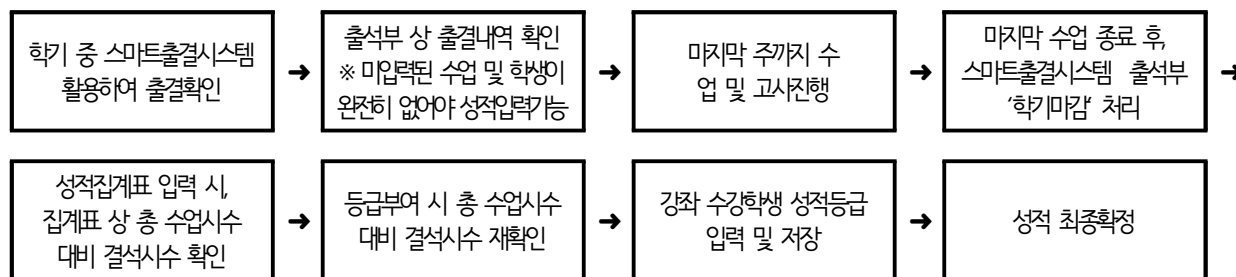 학기 중 스마트출결시스템
활용하여 출결확인
➜
출석부 상 출결내역 확인
※ 미입력된 수업 및 학생이
완전히 없어야 성적입력가능
➜
마지막 주까지 수
업 및 고사진행
➜
마지막 수업 종료 후,
스마트출결시스템 출석부
‘학기마감‘ 처리
➜
성적집계표 입력 시,
집계표 상 총 수업시수
대비 결석시수 확인
➜
등급부여 시 총 수업시수
대비 결석시수 재확인
➜
강좌 수강학생 성적등급
입력 및 저장
➜
성적 최종확정